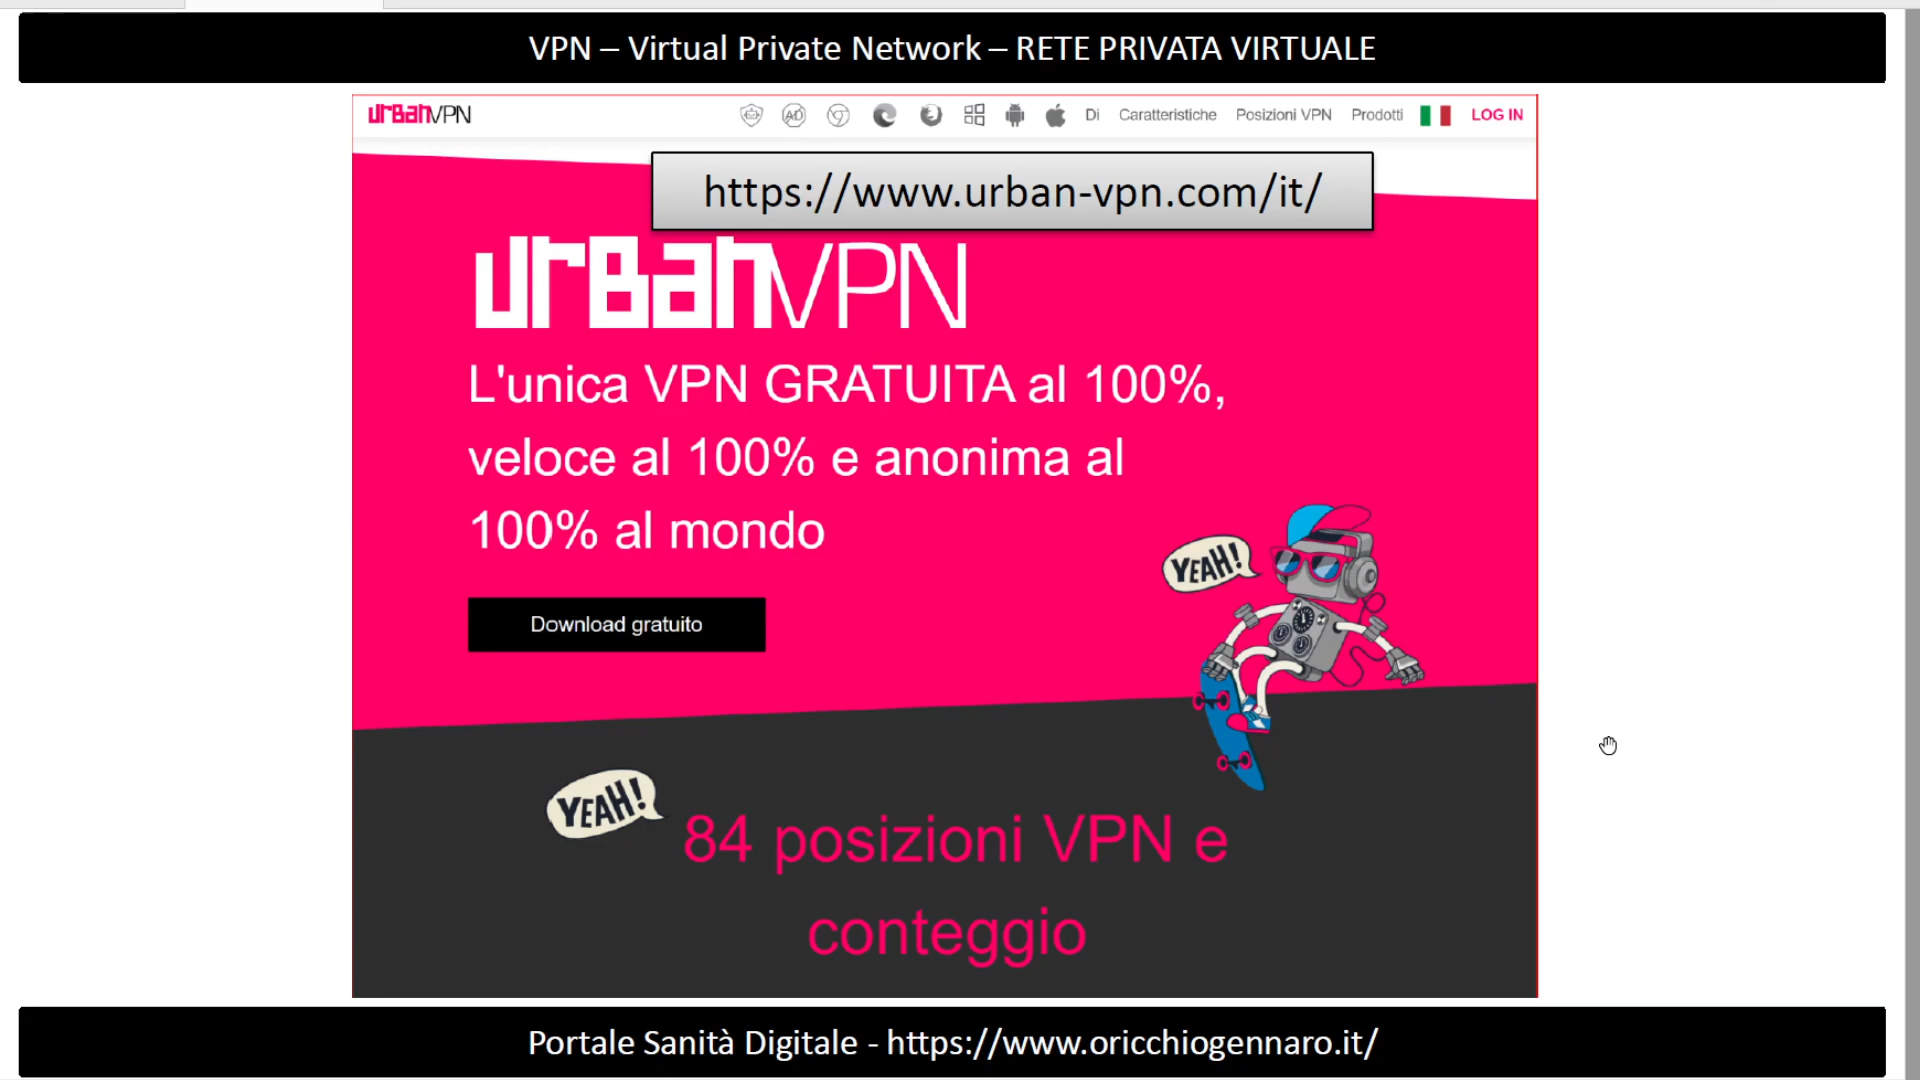 VPN – Virtual Private Network – RETE PRIVATA VIRTUALE
urBanVPN
AD
Di Caratteristiche Posizioni VPN Prodotti LOG IN
https://www.urban-vpn.com/it/
urBanVPN
L'unica VPN GRATUITA al 100%,
veloce al 100% e anonima al
100% al mondo
YEAH!
Download gratuito
YEAH!
84 posizioni VPN e
conteggio
Portale Sanità Digitale - https://www.oricchiogennaro.it/